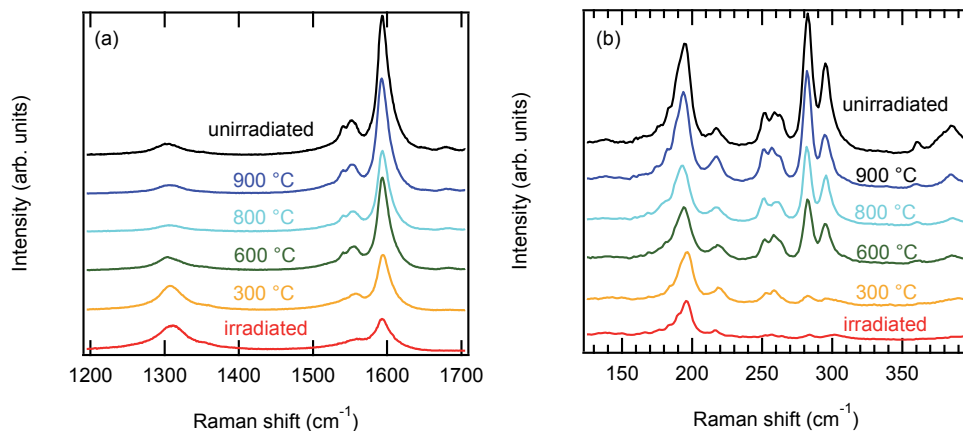 (a)
Intensity (arb. units)
unirradiated
900 °C
800 °C
600 °C
300 °C
irradiated
1200 1300 1400 1500 1600 1700
Raman shift (cm⁻¹)
(b)
Intensity (arb. units)
unirradiated
900 °C
800 °C
600 °C
300 °C
irradiated
150 200 250 300 350
Raman shift (cm⁻¹)